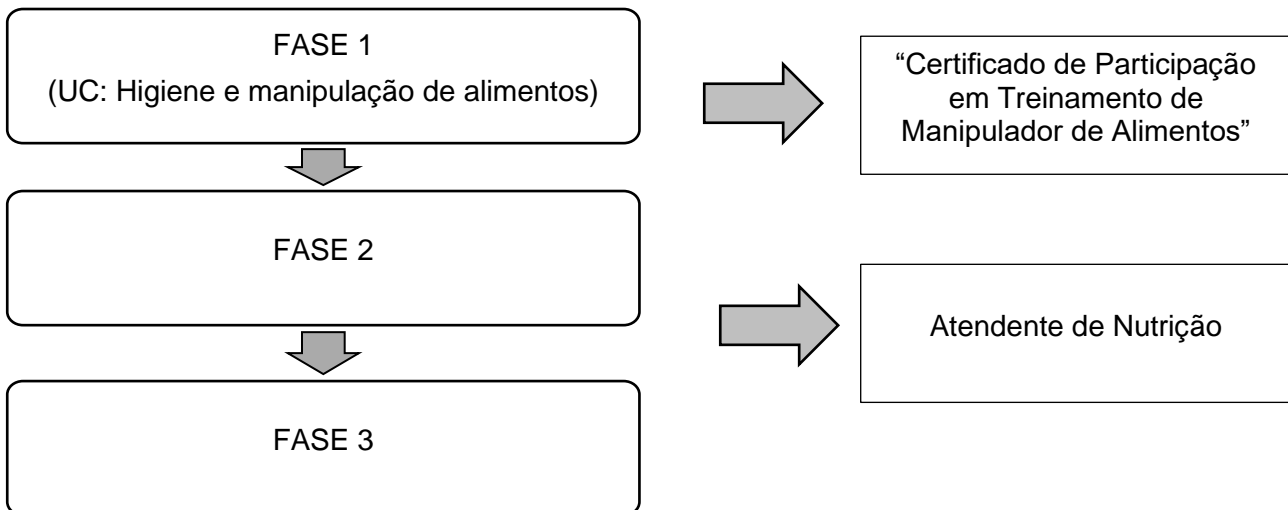 FASE 1
(UC: Higiene e manipulação de alimentos)
“Certificado de Participação
em Treinamento de
Manipulador de Alimentos”
FASE 2
Atendente de Nutrição
FASE 3